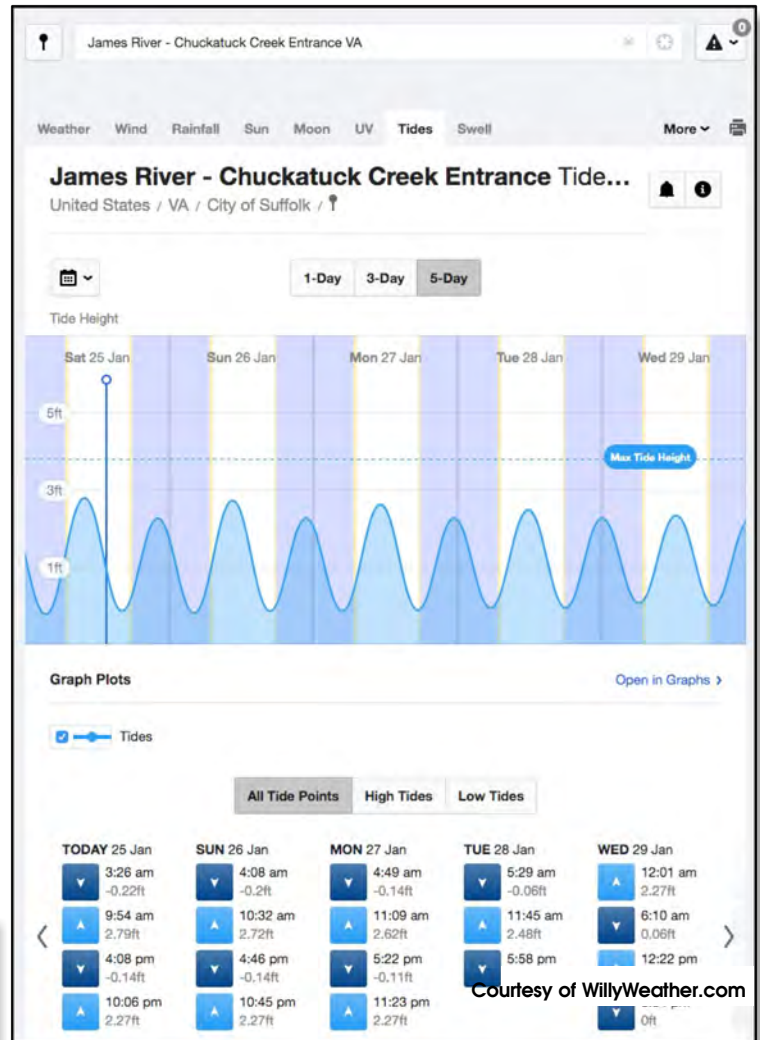 James River - Chuckatuck Creek Entrance VA
0
Weather Wind Rainfall Sun Moon UV Tides Swell More
James River - Chuckatuck Creek Entrance Tide...
United States / VA / City of Suffolk /
1-Day 3-Day 5-Day
Tide Height
Sat 25 Jan Sun 26 Jan Mon 27 Jan Tue 28 Jan Wed 29 Jan
5ft
Max Tide Height
3ft
1ft
Graph Plots Open in Graphs
Tides
All Tide Points High Tides Low Tides
TODAY 25 Jan SUN 26 Jan MON 27 Jan TUE 28 Jan WED 29 Jan
3:26 am 4:08 am 4:49 am 5:29 am 12:01 am
-0.22ft -0.2ft -0.14ft -0.06ft 2.27ft
9:54 am 10:32 am 11:09 am 11:45 am 6:10 am
2.79ft 2.72ft 2.62ft 2.48ft 0.06ft
4:08 pm 4:46 pm 5:22 pm 5:58 pm 12:22 pm
-0.14ft -0.14ft -0.11ft
Courtesy of WillyWeather.com
10:06 pm 10:45 pm 11:23 pm
2.27ft 2.27ft 2.27ft 0ft